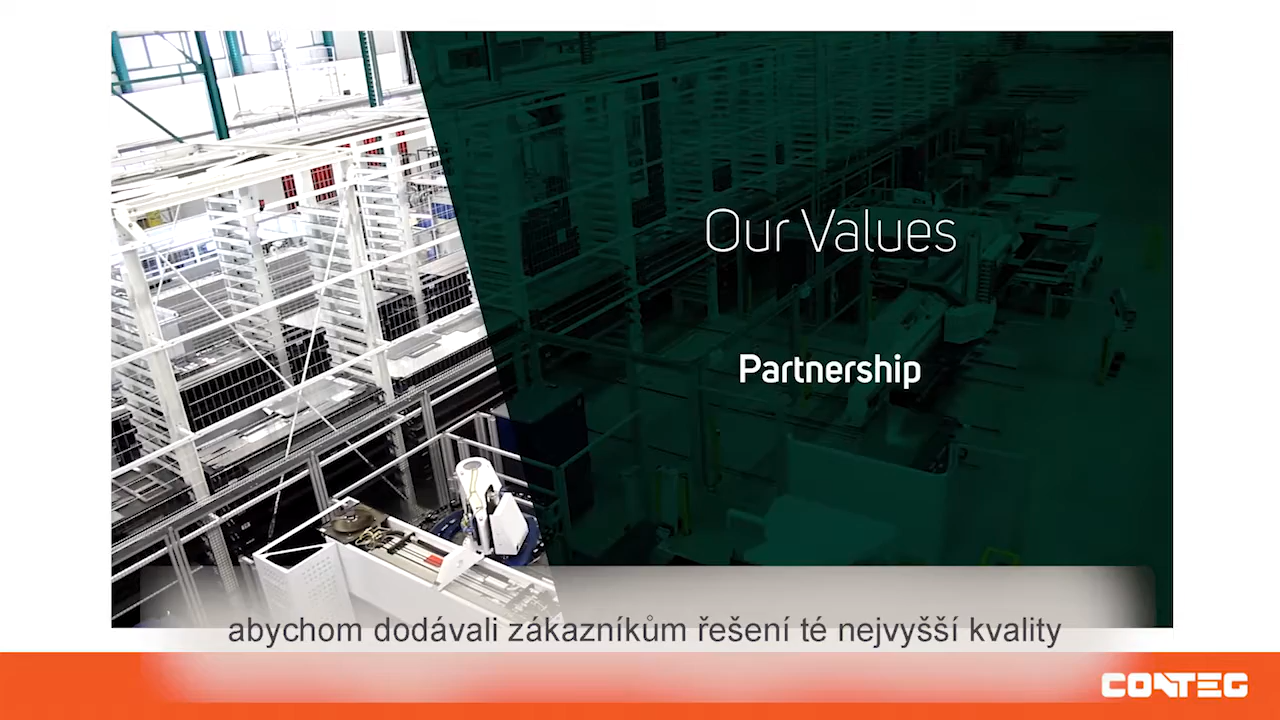 Our Values
Partnership
abychom dodávali zákazníkům řešení té nejvyšší kvality
CONTEG